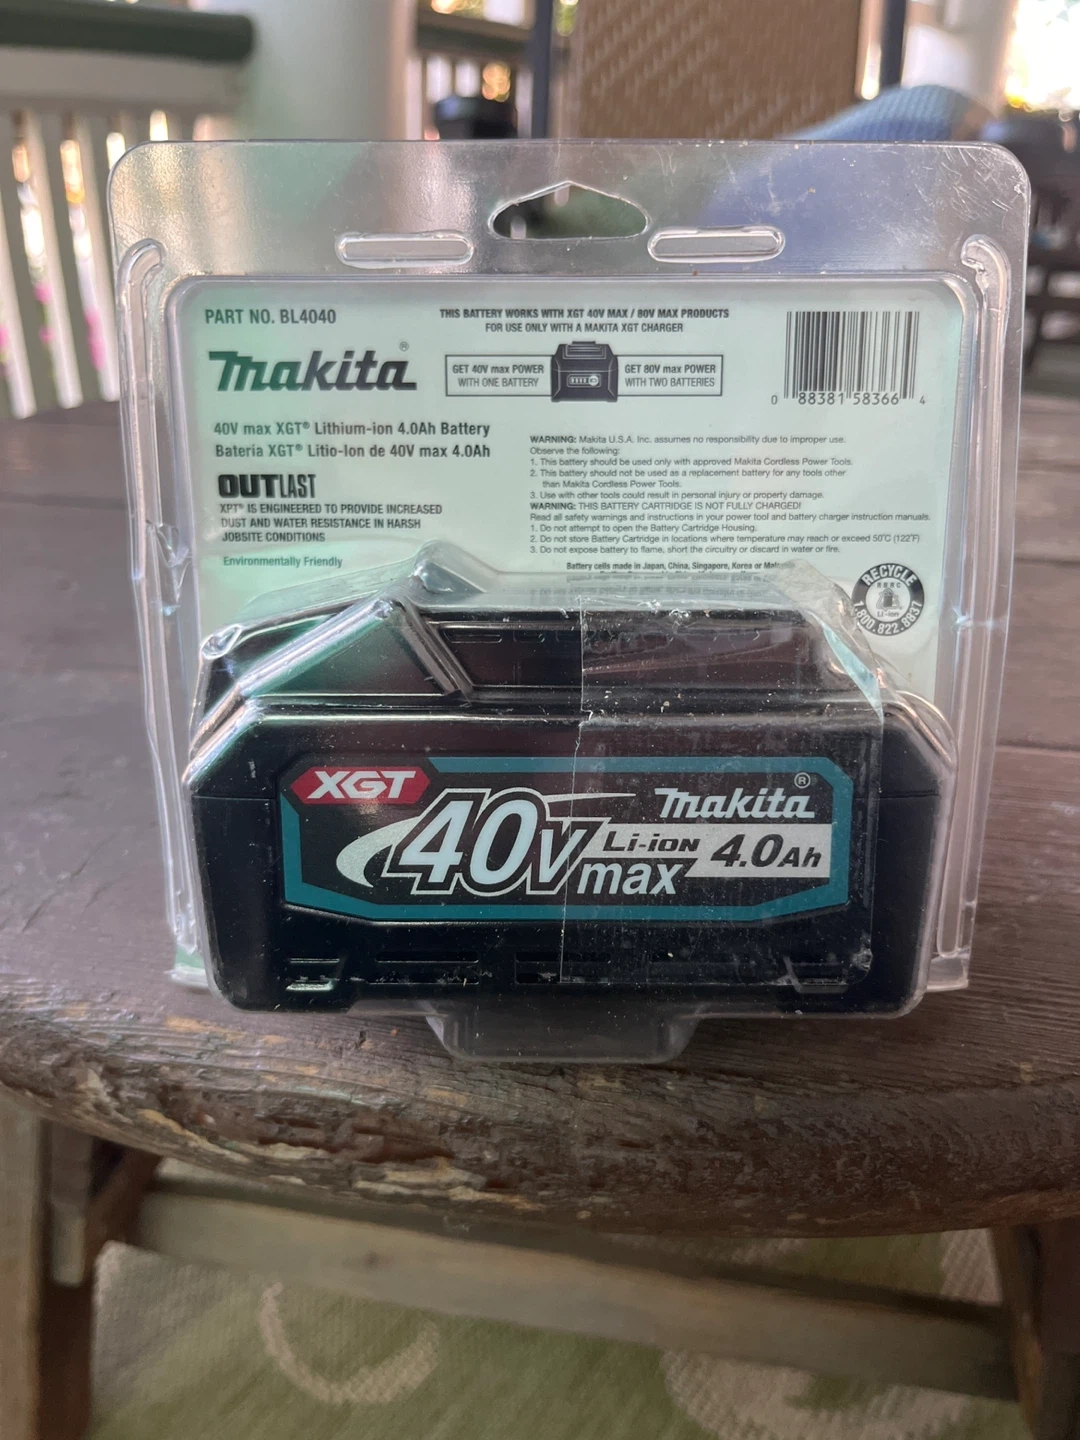 PART NO. BL4040
Makita®
40V max XGT® Lithium-ion 4.0Ah Battery
Bateria XGT® Litio-Ion de 40V max 4.0Ah
OUTLAST
XPT® IS ENGINEERED TO PROVIDE INCREASED
DUST AND WATER RESISTANCE IN HARSH
JOBSITE CONDITIONS
Environmentally Friendly
THIS BATTERY WORKS WITH XGT 40V MAX / 80V MAX PRODUCTS
FOR USE ONLY WITH A MAKITA XGT CHARGER
GET 40V max POWER
WITH ONE BATTERY
GET 80V max POWER
WITH TWO BATTERIES
0 88381 58366 4
WARNING: Makita U.S.A. Inc. assumes no responsibility due to improper use.
Observe the following:
1. This battery should be used only with approved Makita Cordless Power Tools.
2. This battery should not be used as a replacement battery for any tools other
than Makita Cordless Power Tools.
3. Use with other tools could result in personal injury or property damage.
WARNING: THIS BATTERY CARTRIDGE IS NOT FULLY CHARGED!
Read all safety warnings and instructions in your power tool and battery charger instruction manuals.
1. Do not attempt to open the Battery Cartridge Housing.
2. Do not store Battery Cartridge in locations where temperature may reach or exceed 50°C (122°F)
3. Do not expose battery to flame, short the circuitry or discard in water or fire.
Battery cells made in Japan, China, Singapore, Korea or
RECYCLE
RBRC
Li-ion
1.800.822.8837
XGT
40Vmax
Li-ion 4.0Ah
Makita®